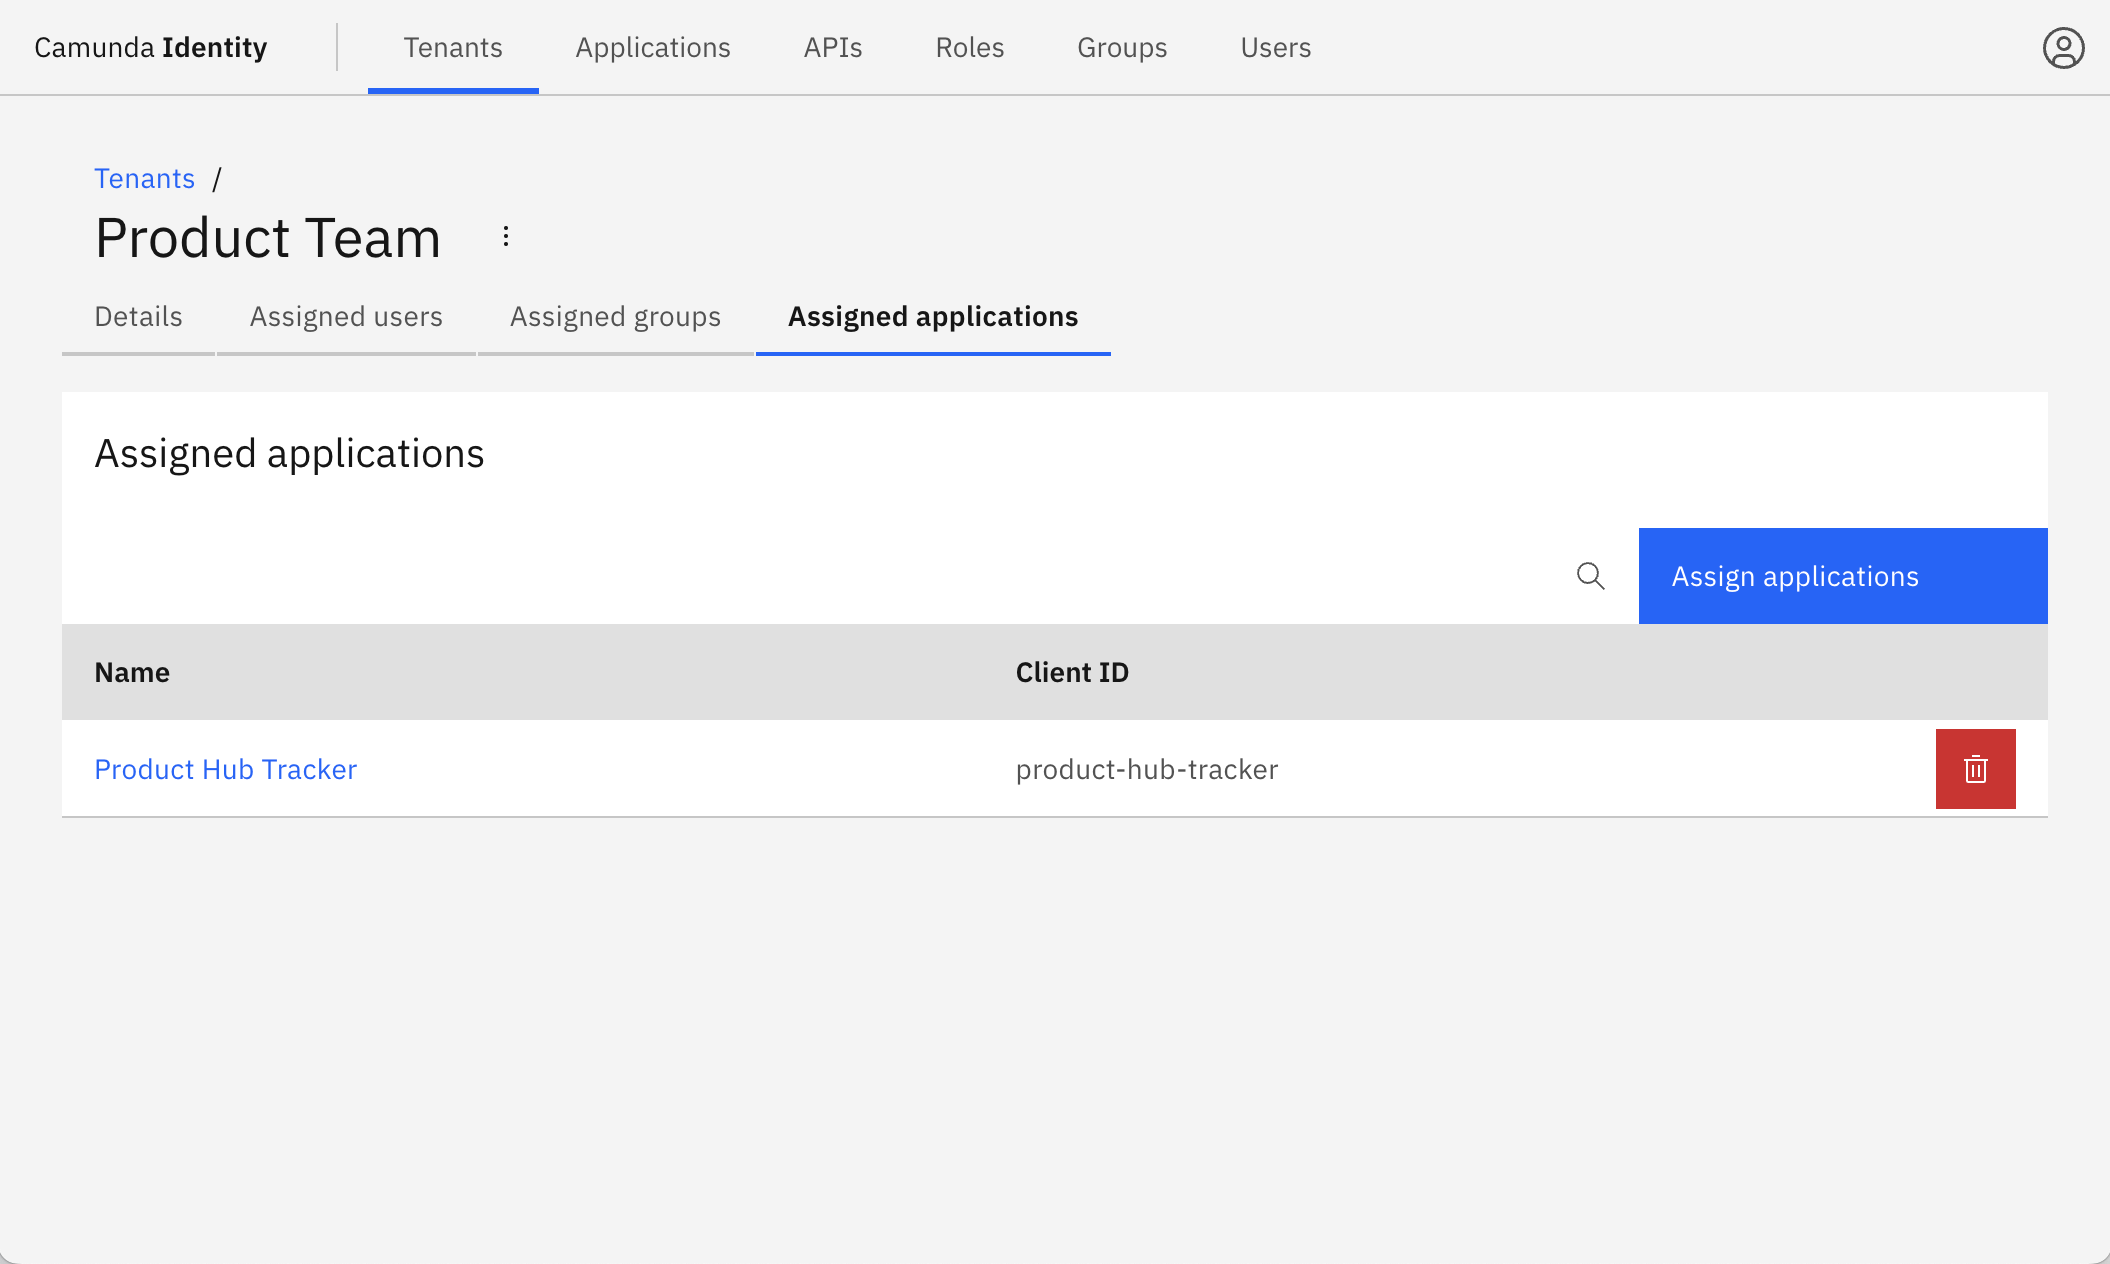 Camunda Identity Tenants Applications APIs Roles Groups Users
Tenants /
Product Team
Details Assigned users Assigned groups Assigned applications
Assigned applications
Assign applications
Name Client ID
Product Hub Tracker product-hub-tracker